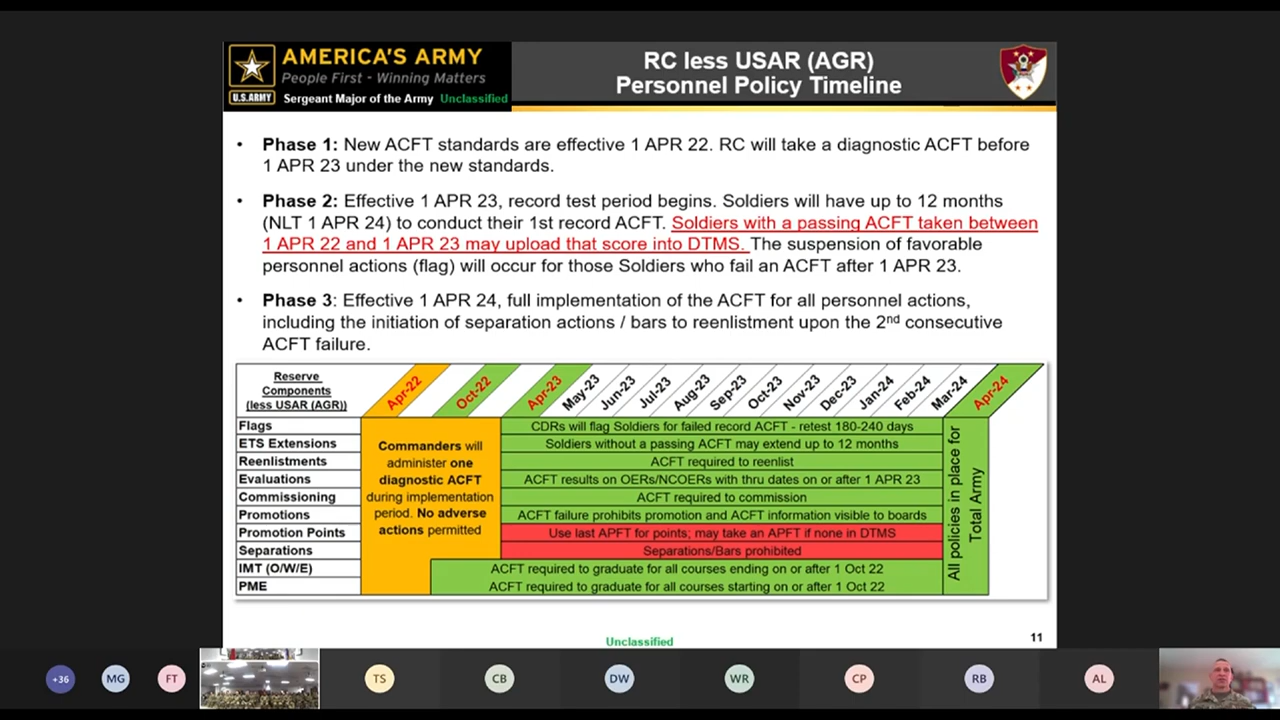 AMERICA'S ARMY
People First - Winning Matters
U.S.ARMY
Sergeant Major of the Army Unclassified
RC less USAR (AGR)
Personnel Policy Timeline
• Phase 1: New ACFT standards are effective 1 APR 22. RC will take a diagnostic ACFT before
1 APR 23 under the new standards.
• Phase 2: Effective 1 APR 23, record test period begins. Soldiers will have up to 12 months
(NLT 1 APR 24) to conduct their 1st record ACFT. Soldiers with a passing ACFT taken between
1 APR 22 and 1 APR 23 may upload that score into DTMS. The suspension of favorable
personnel actions (flag) will occur for those Soldiers who fail an ACFT after 1 APR 23.
• Phase 3: Effective 1 APR 24, full implementation of the ACFT for all personnel actions,
including the initiation of separation actions / bars to reenlistment upon the 2nd consecutive
ACFT failure.
Reserve
Components
(less USAR (AGR))
Apr-22
Oct-22
Apr-23
May-23
Jun-23
Jul-23
Aug-23
Sep-23
Oct-23
Nov-23
Dec-23
Jan-24
Feb-24
Mar-24
Apr-24
Flags
ETS Extensions
Reenlistments
Evaluations
Commissioning
Promotions
Promotion Points
Separations
IMT (O/W/E)
PME
Commanders will
administer one
diagnostic ACFT
during implementation
period. No adverse
actions permitted
CDRs will flag Soldiers for failed record ACFT - retest 180-240 days
Soldiers without a passing ACFT may extend up to 12 months
ACFT required to reenlist
ACFT results on OERs/NCOERs with thru dates on or after 1 APR 23
ACFT required to commission
ACFT failure prohibits promotion and ACFT information visible to boards
Use last APFT for points; may take an APFT if none in DTMS
Separations/Bars prohibited
ACFT required to graduate for all courses ending on or after 1 Oct 22
ACFT required to graduate for all courses starting on or after 1 Oct 22
All policies in place for
Total Army
Unclassified
11
+36
MG
FT
TS
CB
DW
WR
CP
RB
AL